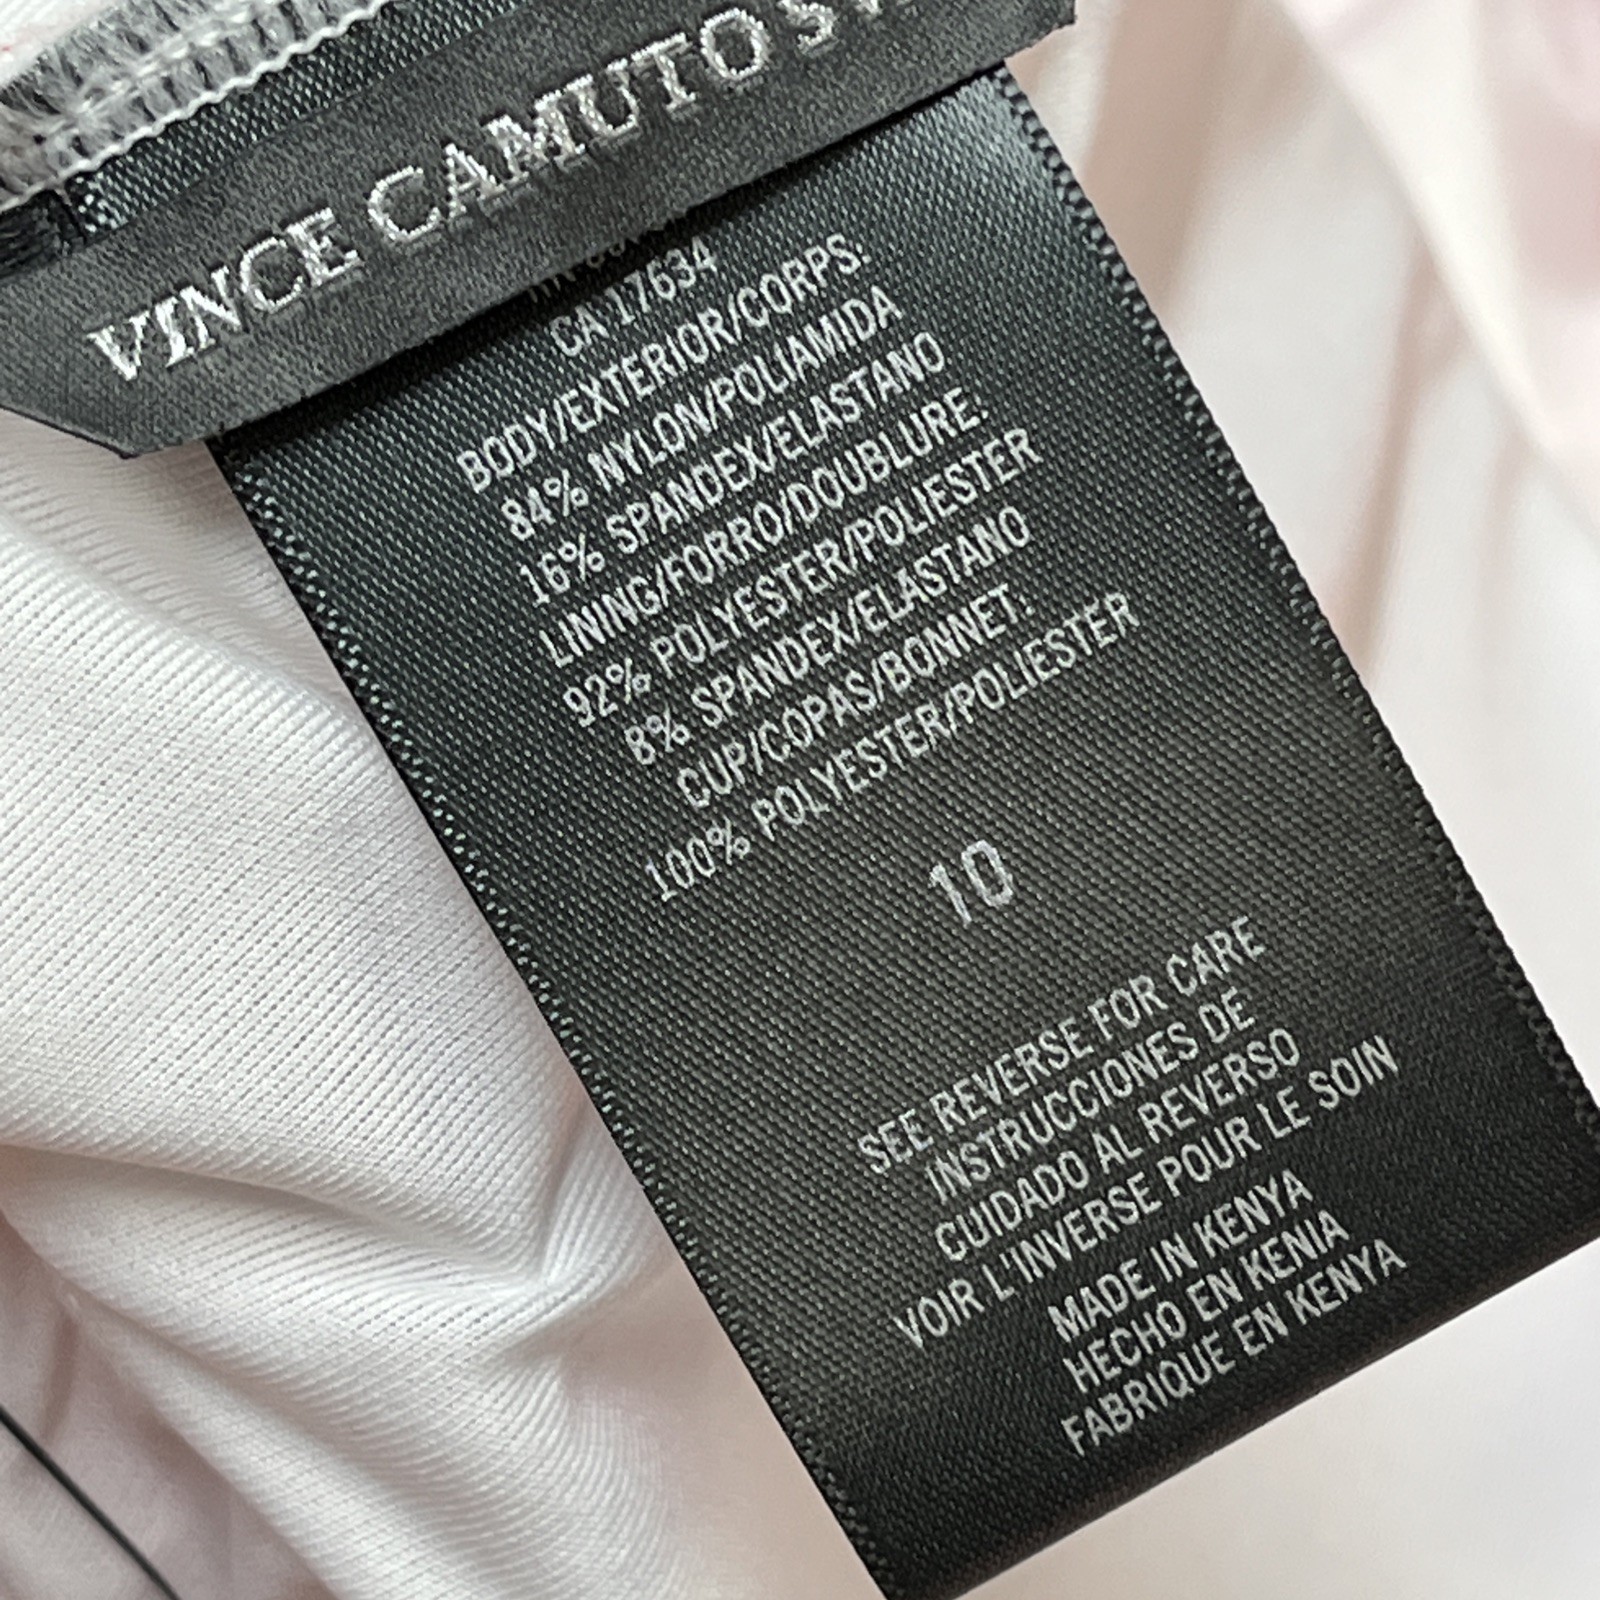 VINCE CAMUTO
CA 17634
BODY/EXTERIOR/CORPS:
84% NYLON/POLIAMIDA
16% SPANDEX/ELASTANO
LINING/FORRO/DOUBLURE:
92% POLYESTER/POLIESTER
8% SPANDEX/ELASTANO
CUP/COPAS/BONNET:
100% POLYESTER/POLIESTER
10
SEE REVERSE FOR CARE
INSTRUCCIONES DE
CUIDADO AL REVERSO
VOIR L'INVERSE POUR LE SOIN
MADE IN KENYA
HECHO EN KENIA
FABRIQUE EN KENYA